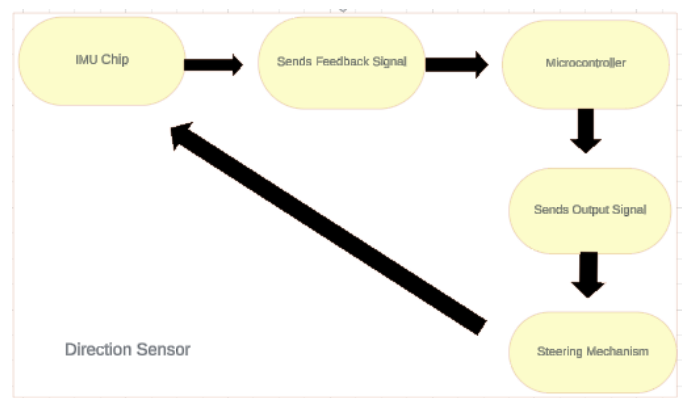 IMU Chip
Sends Feedback Signal
Microcontroller
Sends Output Signal
Steering Mechanism
Direction Sensor